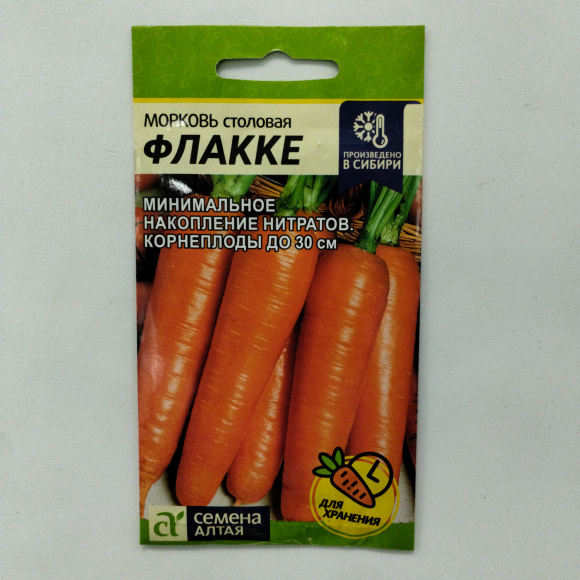 МОРКОВЬ столовая
ФЛАККЕ
ПРОИЗВЕДЕНО
В СИБИРИ
МИНИМАЛЬНОЕ
НАКОПЛЕНИЕ НИТРАТОВ.
КОРНЕПЛОДЫ ДО 30 см
ДЛЯ
ХРАНЕНИЯ
семена
АЛТАЯ